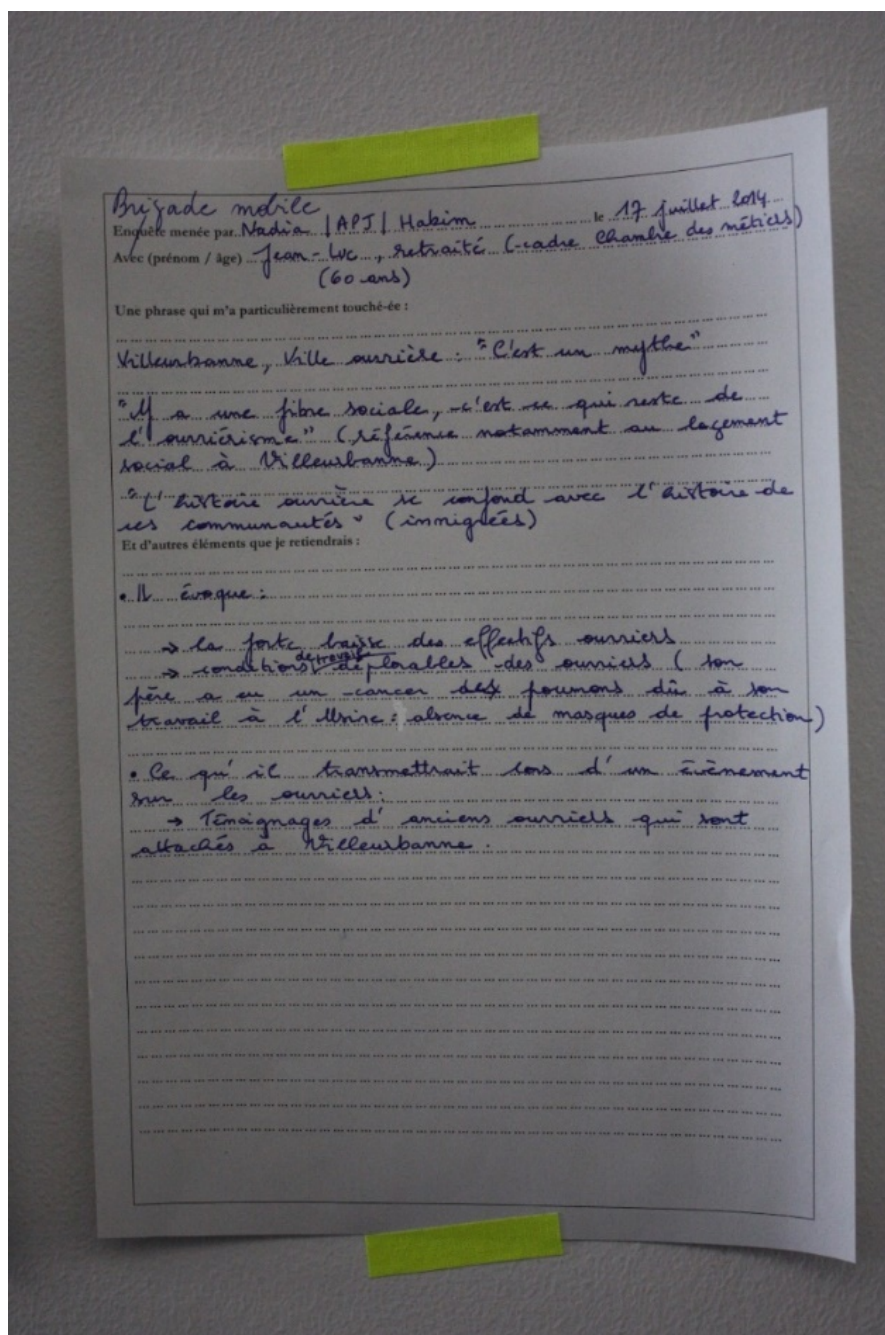 Brigade mobile
Enquête menée par Nadia | APJ | Habim le 17 juillet 2014
Avec (prénom / âge) Jean-Luc, retraité (cadre Chambre des métiers)
(60 ans)
Une phrase qui m'a particulièrement touché-ée :
Villeurbanne, Ville ouvrière : "C'est un mythe"
"Y a une fibre sociale, c'est ce qui reste de
l'ouvriérisme" (référence notamment au logement
social à Villeurbanne)
"L'histoire ouvrière se confond avec l'histoire de
ses communautés" (immigrées)
Et d'autres éléments que je retiendrais :
• Il évoque :
→ la forte baisse des effectifs ouvriers
→ conditions de travail déplorables des ouvriers (son
père a eu un cancer des poumons dû à son
travail à l'Usine : absence de masques de protection)
• Ce qu'il transmettrait lors d'un évènement
sur les ouvriers :
→ Témoignages d'anciens ouvriers qui sont
attachés à Villeurbanne.